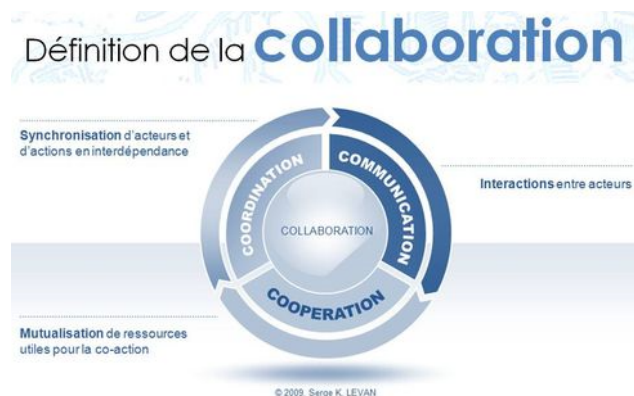 Définition de la collaboration
Synchronisation d'acteurs et
d'actions en interdépendance
COORDINATION
COMMUNICATION
Interactions entre acteurs
COLLABORATION
COOPERATION
Mutualisation de ressources
utiles pour la co-action
© 2009, Serge K. LEVAN